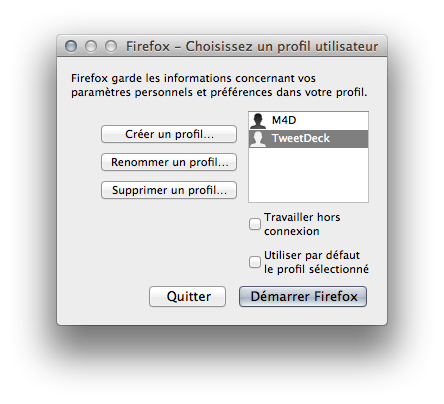 Firefox – Choisissez un profil utilisateur
Firefox garde les informations concernant vos
paramètres personnels et préférences dans votre profil.
Créer un profil...
Renommer un profil...
Supprimer un profil...
M4D
TweetDeck
Travailler hors
connexion
Utiliser par défaut
le profil sélectionné
Quitter
Démarrer Firefox